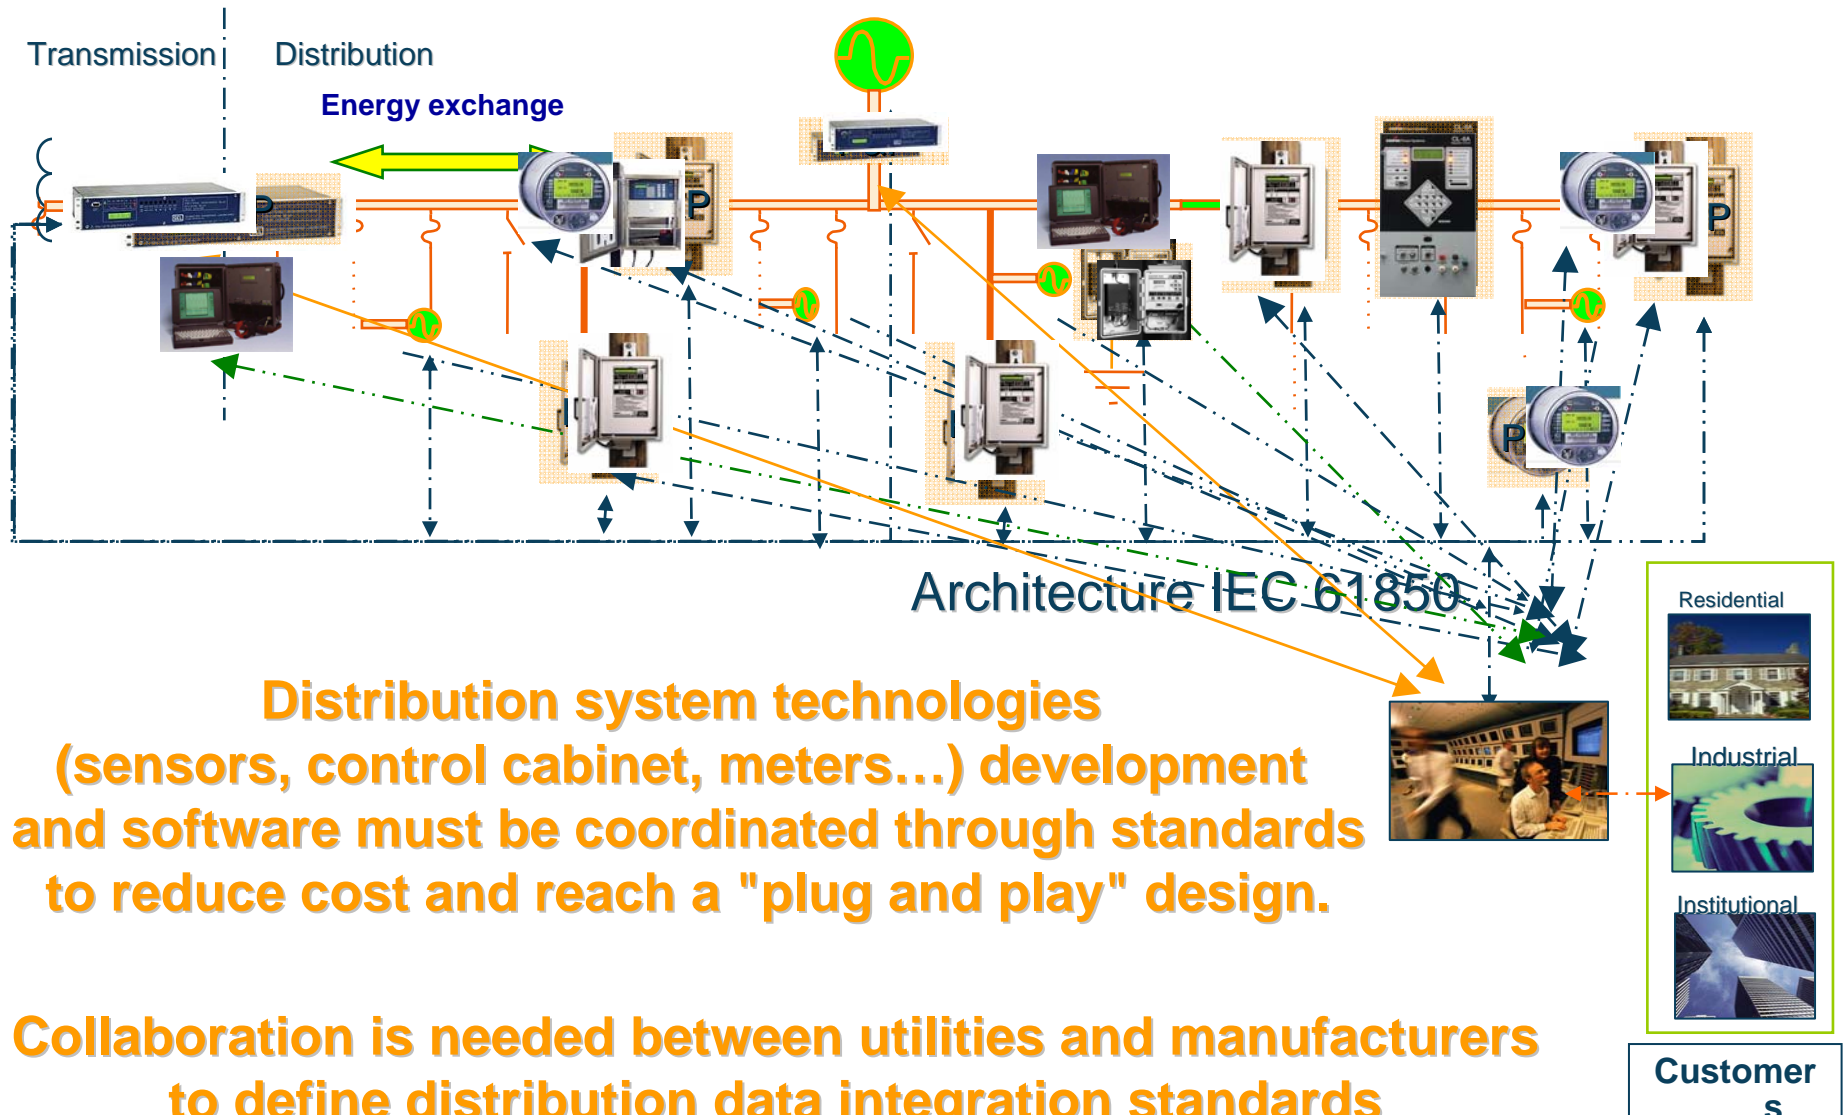 Transmission
Distribution
Energy exchange
P
P
P
P
Architecture IEC 61850
Residential
Industrial
Institutional
Distribution system technologies
(sensors, control cabinet, meters…) development
and software must be coordinated through standards
to reduce cost and reach a "plug and play" design.
Collaboration is needed between utilities and manufacturers
to define distribution data integration standards
Customer
s